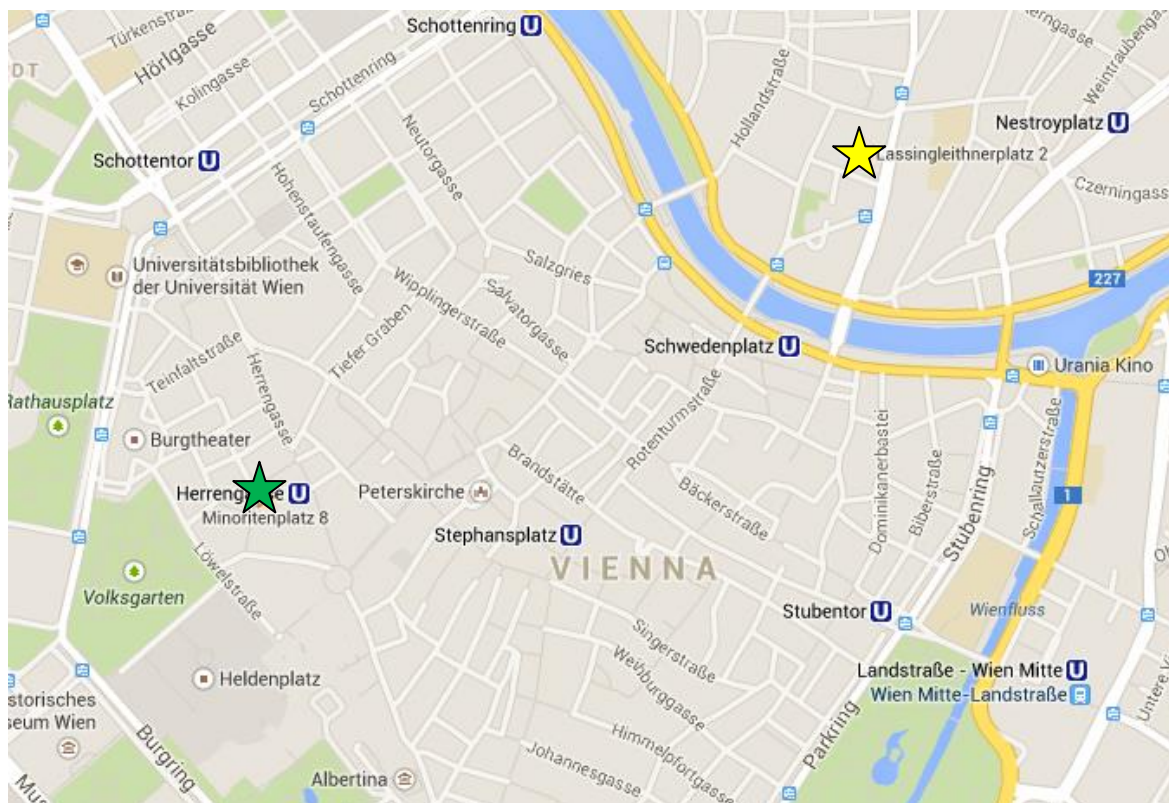 Schottenring U
Türkenstraße
Hörlgasse
Kolingasse
Schottenring
Schottentor U
Neutorgasse
Hohenstaufengasse
Hollandstraße
Weintraubengasse
Nestroyplatz U
Lassingleithnerplatz 2
Czerningasse
227
Universitätsbibliothek
der Universität Wien
Salzgries
Wipplingerstraße
Salvatorgasse
Tiefer Graben
Teinfaltstraße
Herrengasse
Schwedenplatz U
Urania Kino
Rathausplatz
Burgtheater
Rotenturmstraße
Brandstätte
Bäckerstraße
Dominikanerbastei
Biberstraße
Stubenring
Schallautzerstraße
1
Herrengasse U
Minoritenplatz 8
Peterskirche
Stephansplatz U
VIENNA
Löwelstraße
Volksgarten
Stubentor U
Wienfluss
Singerstraße
Weihburggasse
Landstraße - Wien Mitte U
Wien Mitte-Landstraße
Heldenplatz
storisches
seum Wien
Burgring
Himmelpfortgasse
Johannesgasse
Parkring
Albertina